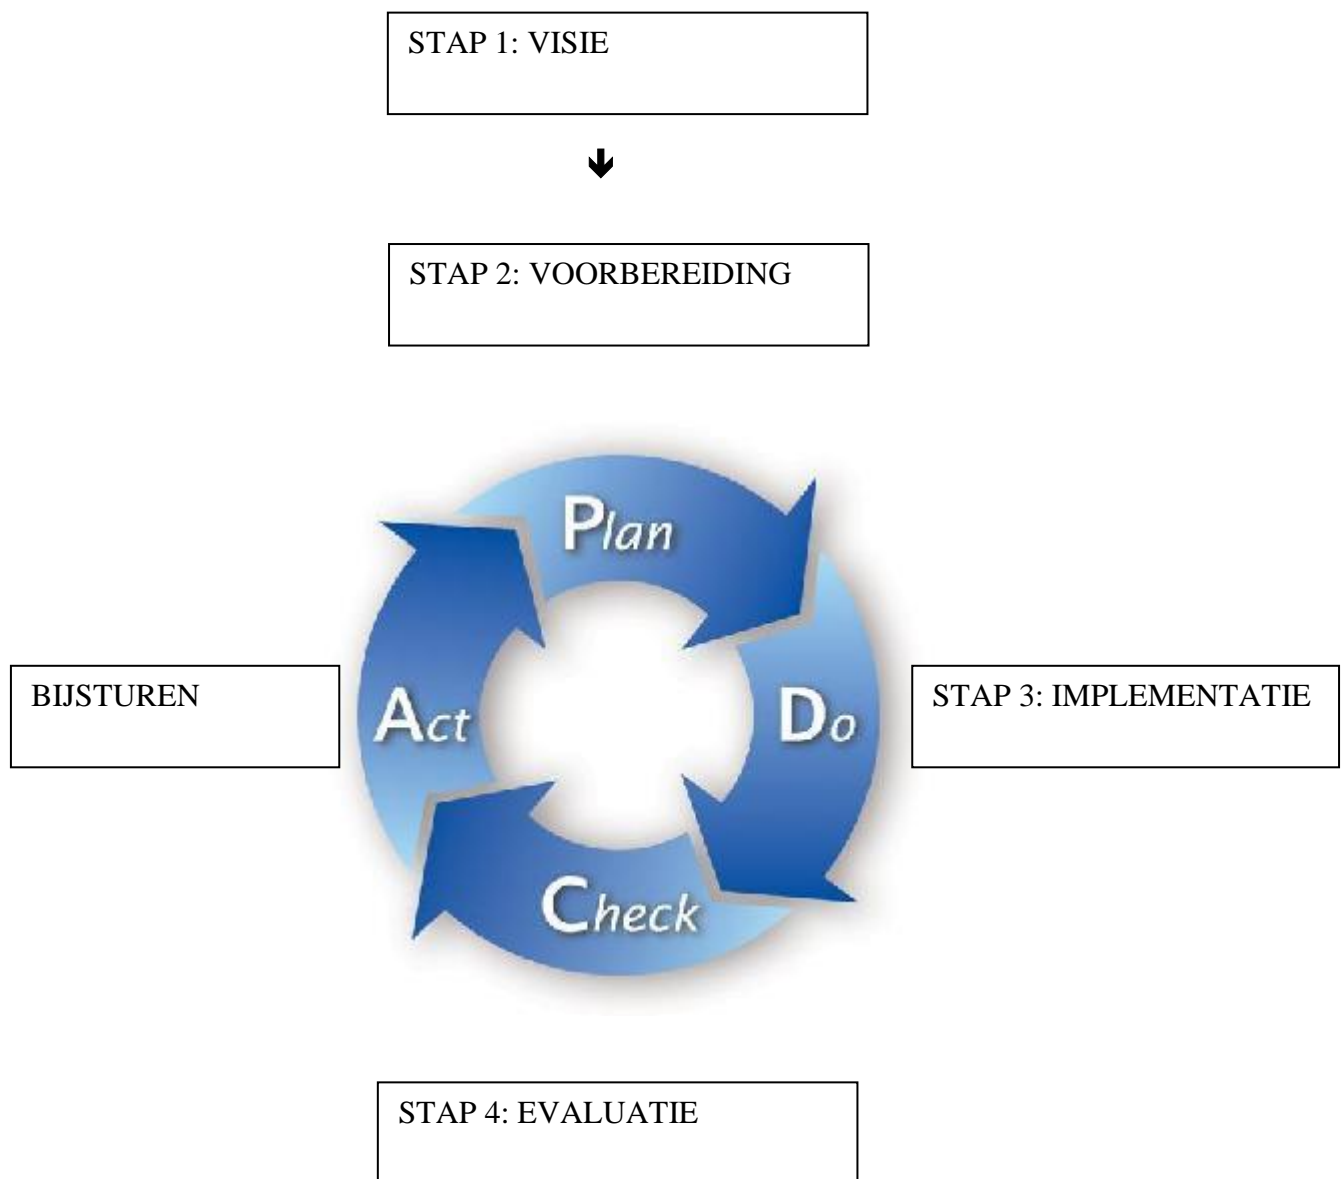 STAP 1: VISIE
🡻
STAP 2: VOORBEREIDING
Plan
BIJSTUREN
Act
Do
STAP 3: IMPLEMENTATIE
Check
STAP 4: EVALUATIE